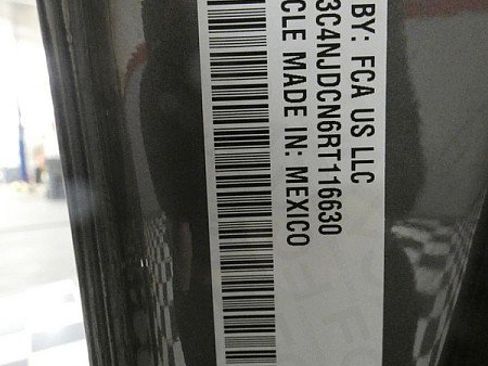 BY: FCA US LLC
3C4NJDCN6RT116630
CLE MADE IN: MEXICO